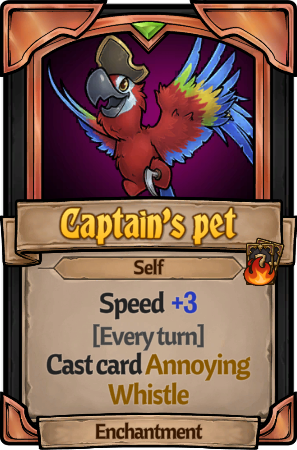 Captain's pet
Self
Speed +3
[Every turn]
Cast card Annoying
Whistle
Enchantment